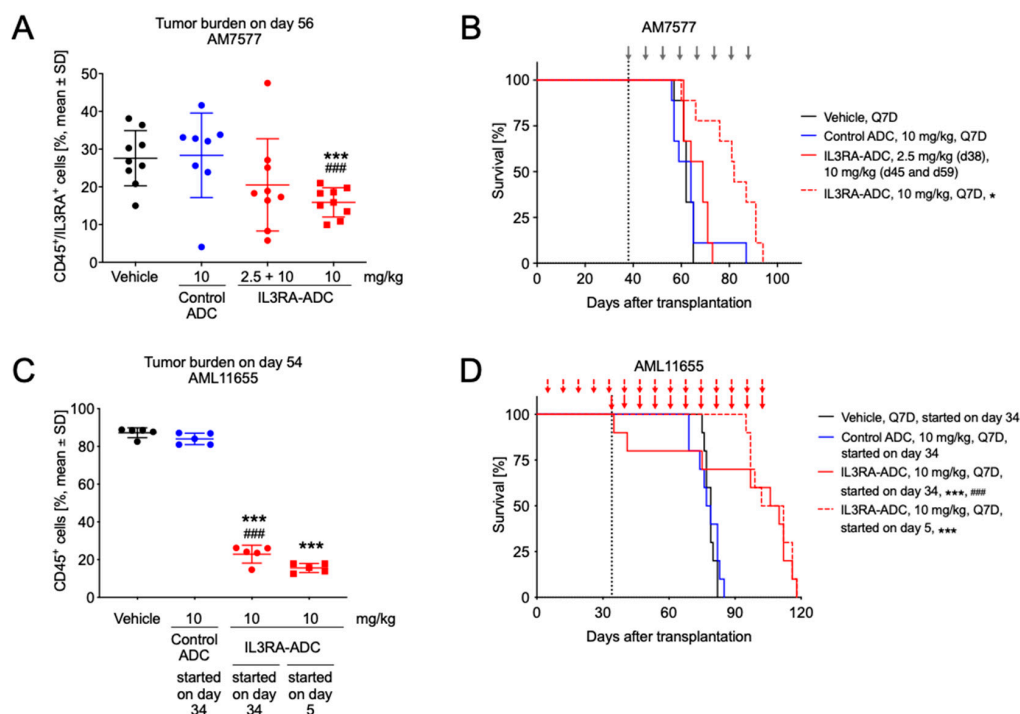 A
Tumor burden on day 56
AM7577
CD45⁺/IL3RA⁺ cells [%, mean ± SD]
50
40
30
20
10
0
***
###
Vehicle
10
2.5 + 10
10
mg/kg
Control
ADC
IL3RA-ADC
B
AM7577
Survival [%]
100
75
50
25
0
0
20
40
60
80
100
Days after transplantation
Vehicle, Q7D
Control ADC, 10 mg/kg, Q7D
IL3RA-ADC, 2.5 mg/kg (d38),
10 mg/kg (d45 and d59)
IL3RA-ADC, 10 mg/kg, Q7D, *
C
Tumor burden on day 54
AML11655
CD45⁺ cells [%, mean ± SD]
100
80
60
40
20
0
***
###
***
Vehicle
10
10
10
mg/kg
Control
ADC
IL3RA-ADC
started
on day
34
started
on day
34
started
on day
5
D
AML11655
Survival [%]
100
75
50
25
0
0
30
60
90
120
Days after transplantation
Vehicle, Q7D, started on day 34
Control ADC, 10 mg/kg, Q7D,
started on day 34
IL3RA-ADC, 10 mg/kg, Q7D,
started on day 34, ***, ###
IL3RA-ADC, 10 mg/kg, Q7D,
started on day 5, ***